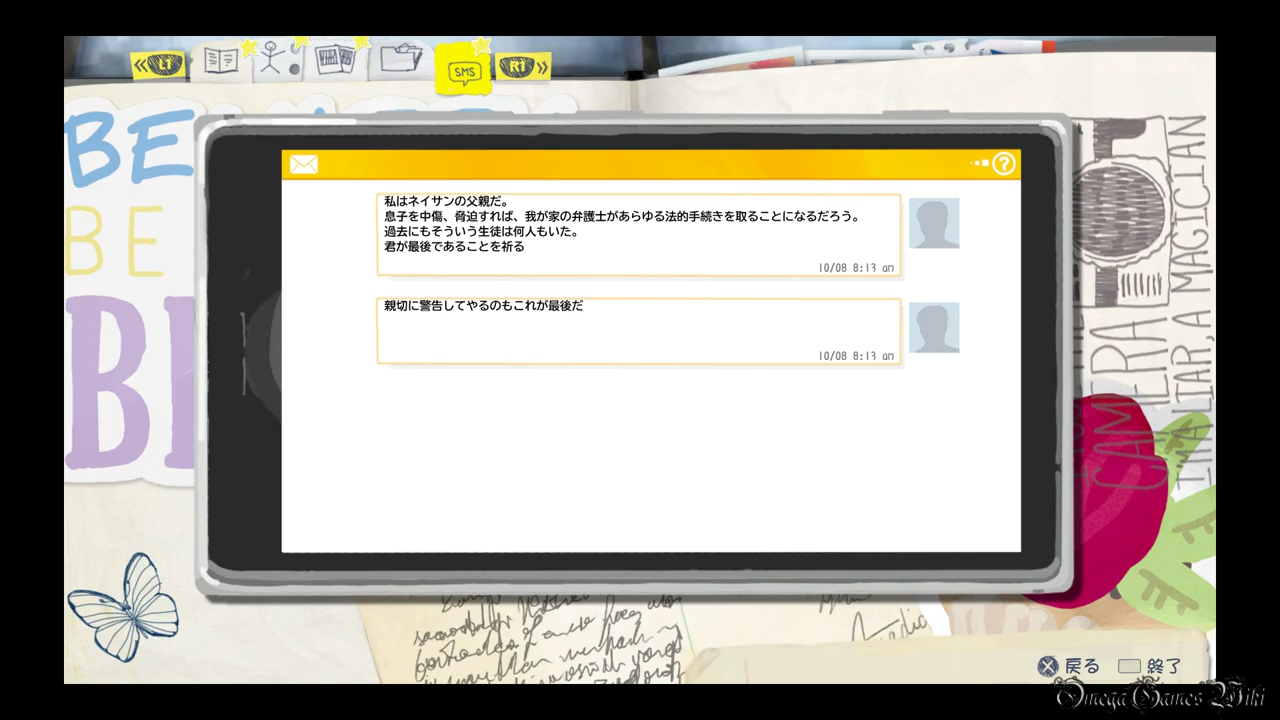 LT
SMS
R1
BE
BE
?
私はネイサンの父親だ。
息子を中傷、脅迫すれば、我が家の弁護士があらゆる法的手続きを取ることになるだろう。
過去にもそういう生徒は何人もいた。
君が最後であることを祈る
10/08 8:13 am
親切に警告してやるのもこれが最後だ
10/08 8:13 am
CAMERA
LIAR, A MAGICIAN
戻る
終了
Omega Games Wiki